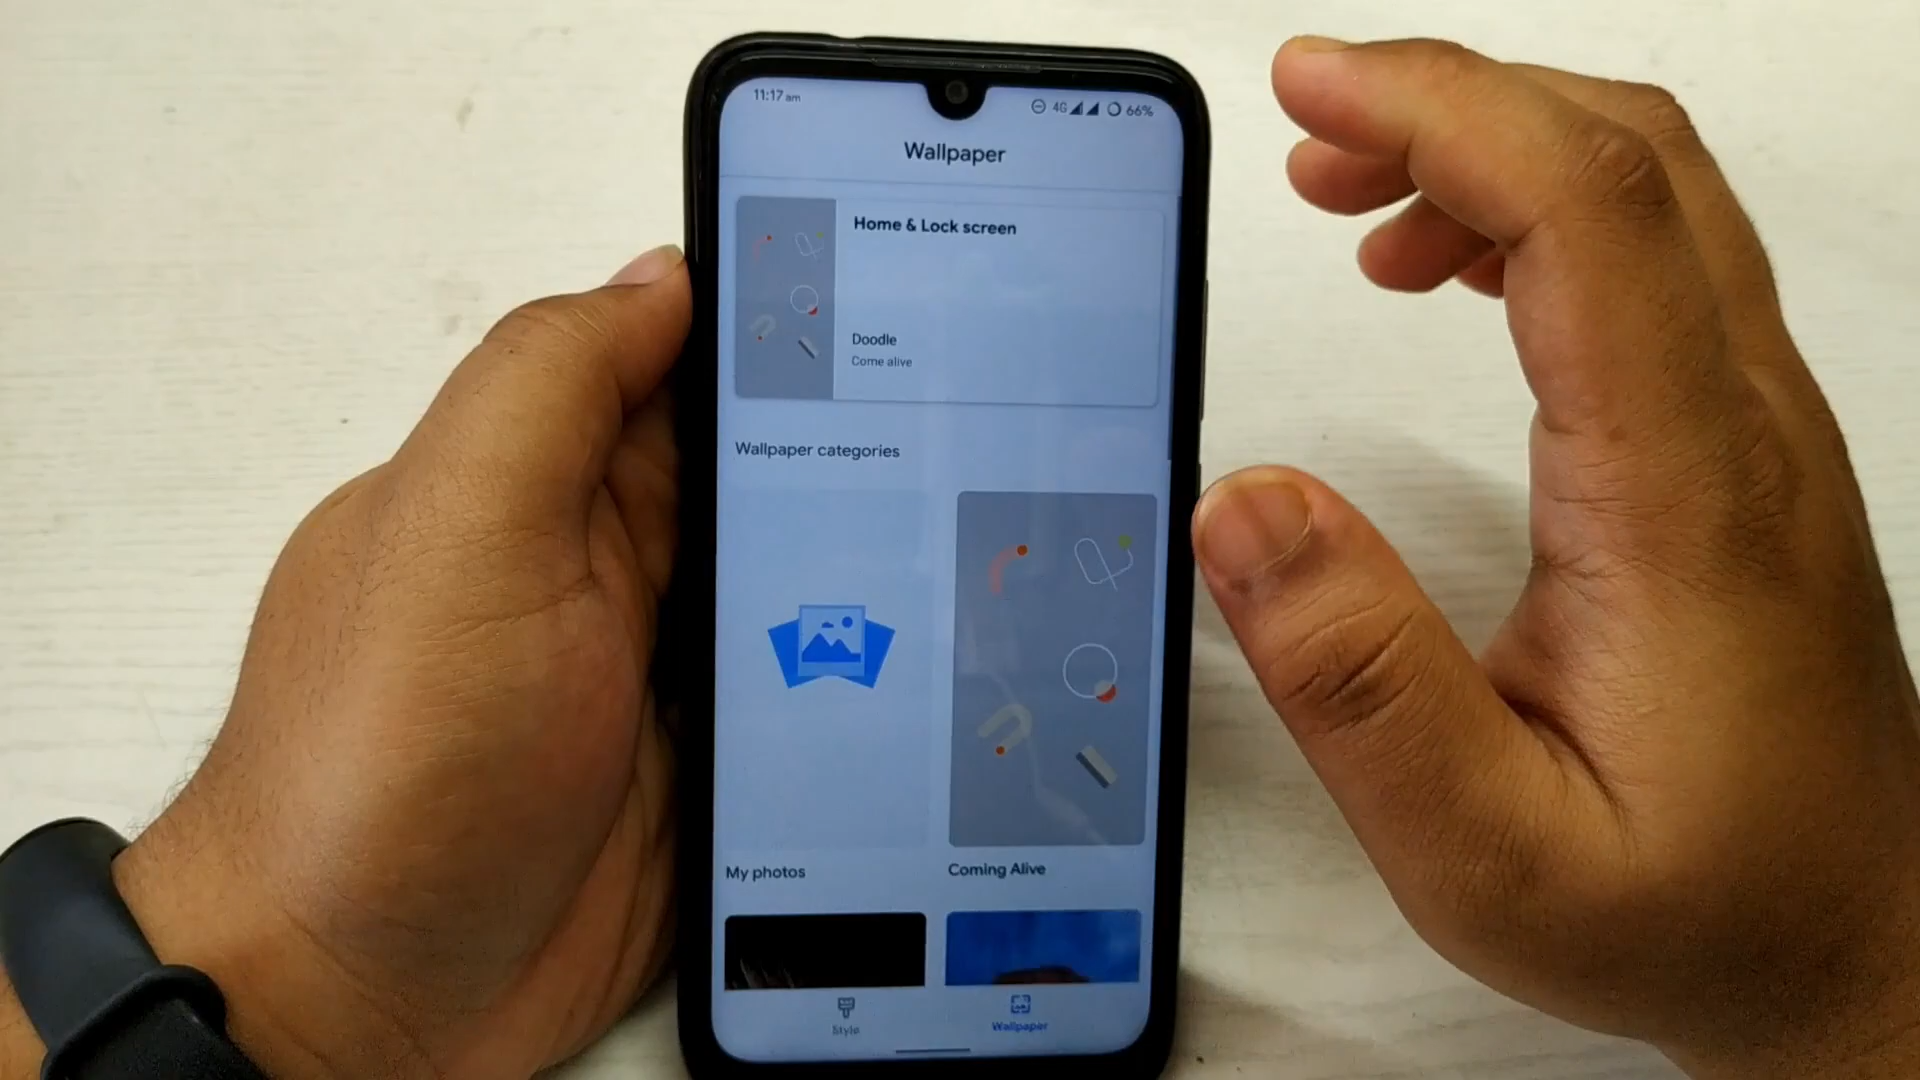 11:17 am
4G 66%
Wallpaper
Home & Lock screen
Doodle
Come alive
Wallpaper categories
My photos
Coming Alive
Style
Wallpaper